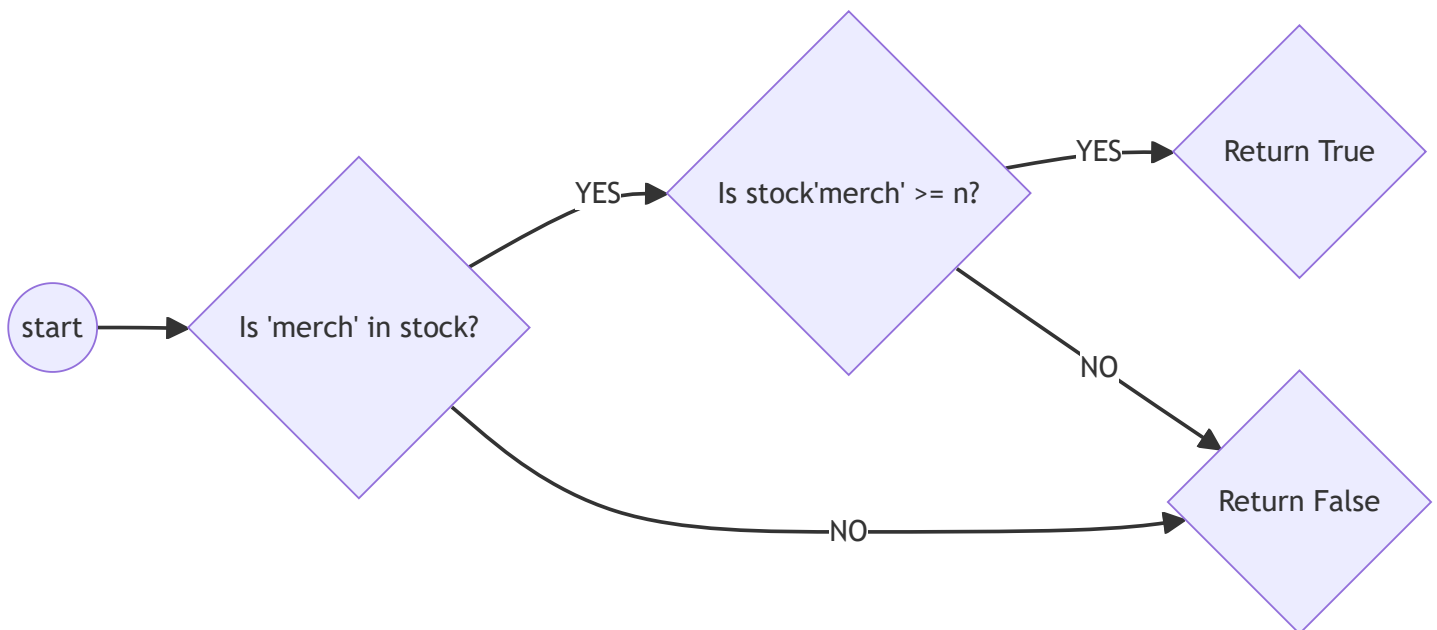 start
Is 'merch' in stock?
YES
Is stock'merch' >= n?
YES
Return True
NO
NO
Return False